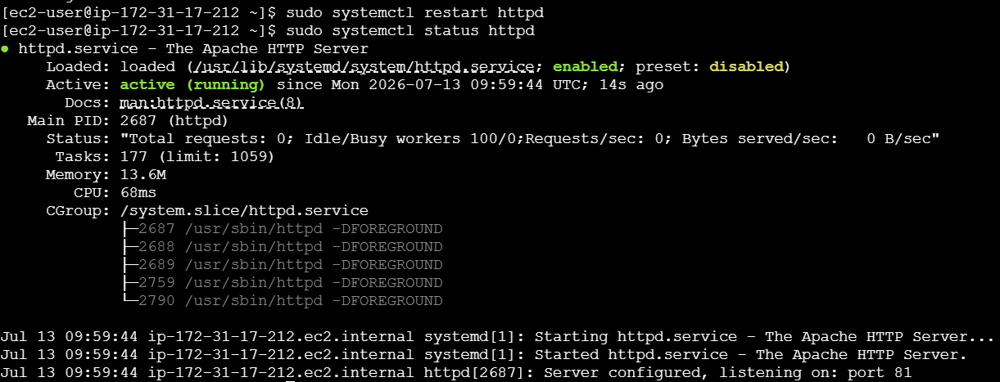 [ec2-user@ip-172-31-17-212 ~]$ sudo systemctl restart httpd
[ec2-user@ip-172-31-17-212 ~]$ sudo systemctl status httpd
● httpd.service - The Apache HTTP Server
     Loaded: loaded (/usr/lib/systemd/system/httpd.service; enabled; preset: disabled)
     Active: active (running) since Mon 2026-07-13 09:59:44 UTC; 14s ago
       Docs: man:httpd.service(8)
   Main PID: 2687 (httpd)
     Status: "Total requests: 0; Idle/Busy workers 100/0;Requests/sec: 0; Bytes served/sec:   0 B/sec"
      Tasks: 177 (limit: 1059)
     Memory: 13.6M
        CPU: 68ms
     CGroup: /system.slice/httpd.service
             ├─2687 /usr/sbin/httpd -DFOREGROUND
             ├─2688 /usr/sbin/httpd -DFOREGROUND
             ├─2689 /usr/sbin/httpd -DFOREGROUND
             ├─2759 /usr/sbin/httpd -DFOREGROUND
             └─2790 /usr/sbin/httpd -DFOREGROUND
Jul 13 09:59:44 ip-172-31-17-212.ec2.internal systemd[1]: Starting httpd.service - The Apache HTTP Server...
Jul 13 09:59:44 ip-172-31-17-212.ec2.internal systemd[1]: Started httpd.service - The Apache HTTP Server.
Jul 13 09:59:44 ip-172-31-17-212.ec2.internal httpd[2687]: Server configured, listening on: port 81